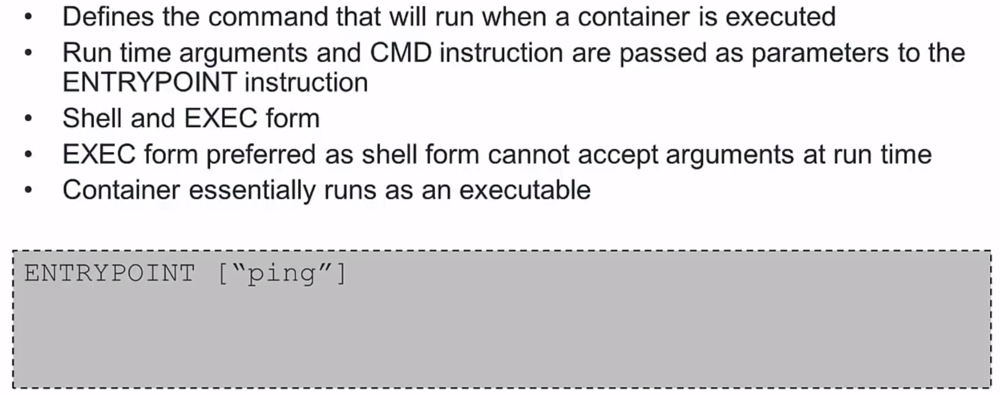 • Defines the command that will run when a container is executed
• Run time arguments and CMD instruction are passed as parameters to the
ENTRYPOINT instruction
• Shell and EXEC form
• EXEC form preferred as shell form cannot accept arguments at run time
• Container essentially runs as an executable
ENTRYPOINT [“ping”]